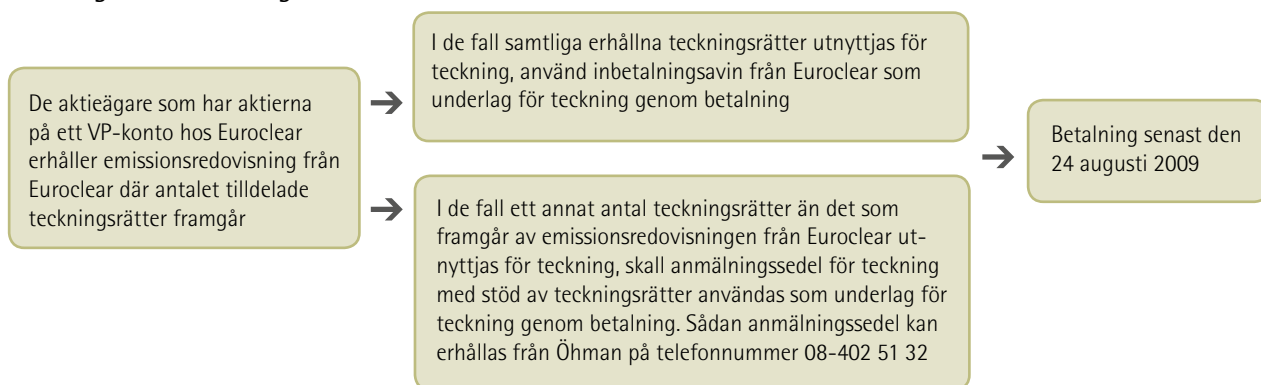 De aktieägare som har aktierna
på ett VP-konto hos Euroclear
erhåller emissionsredovisning från
Euroclear där antalet tilldelade
teckningsrätter framgår
I de fall samtliga erhållna teckningsrätter utnyttjas för
teckning, använd inbetalningsavin från Euroclear som
underlag för teckning genom betalning
I de fall ett annat antal teckningsrätter än det som
framgår av emissionsredovisningen från Euroclear ut-
nyttjas för teckning, skall anmälningssedel för teckning
med stöd av teckningsrätter användas som underlag för
teckning genom betalning. Sådan anmälningssedel kan
erhållas från Öhman på telefonnummer 08-402 51 32
Betalning senast den
24 augusti 2009